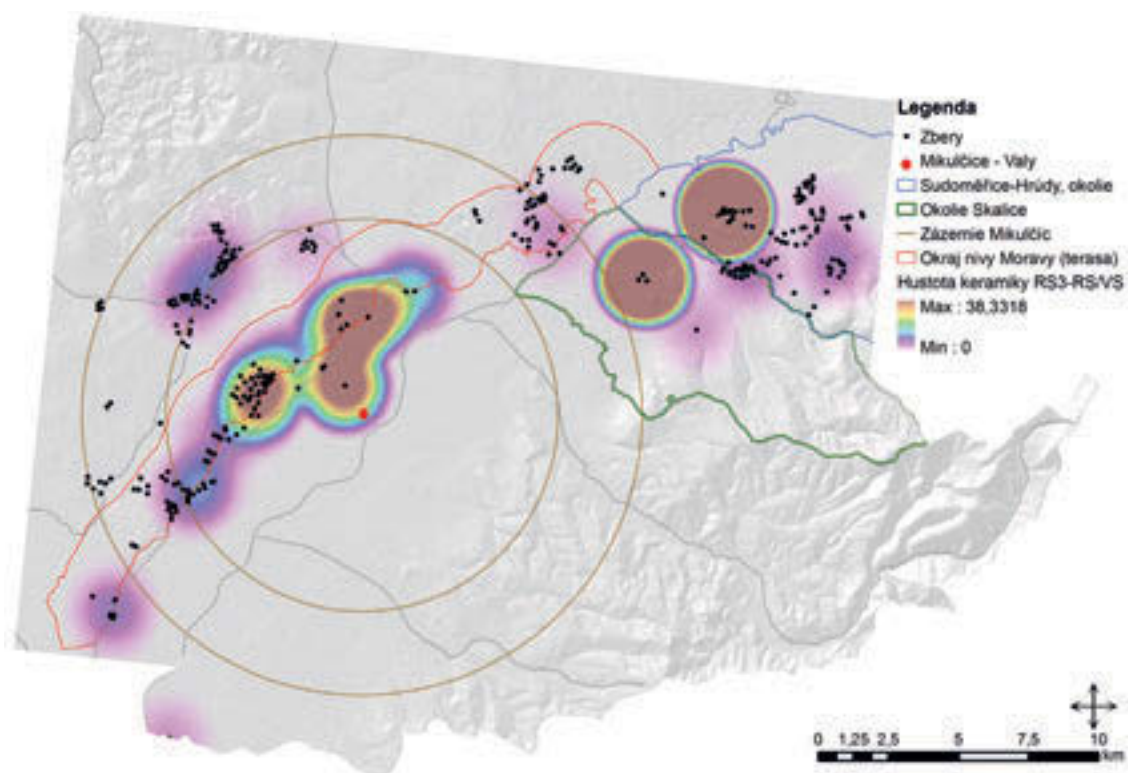 Legenda
Zbery
Mikulčice - Valy
Sudoměřice-Hrúdy, okolie
Okolie Skalice
Zázemie Mikulčíc
Okraj nivy Moravy (terasa)
Hustota keramiky RS3-RS/VS
Max : 38,3318
Min : 0
0 1,25 2,5 5 7,5 10
km